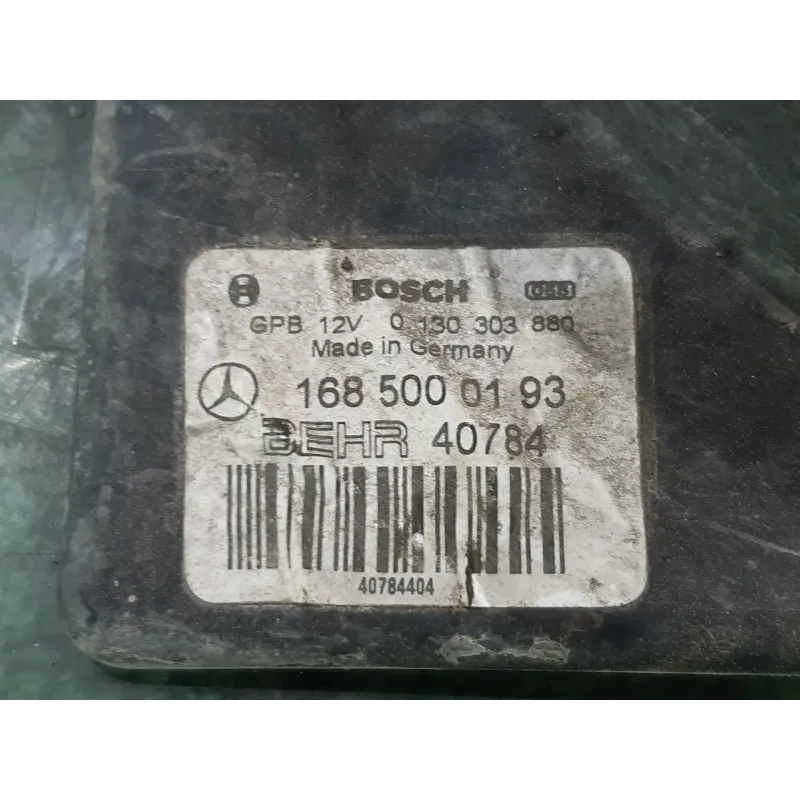 BOSCH
GPB 12V 0 130 303 880
Made in Germany
168 500 01 93
BEHR 40784
40784404